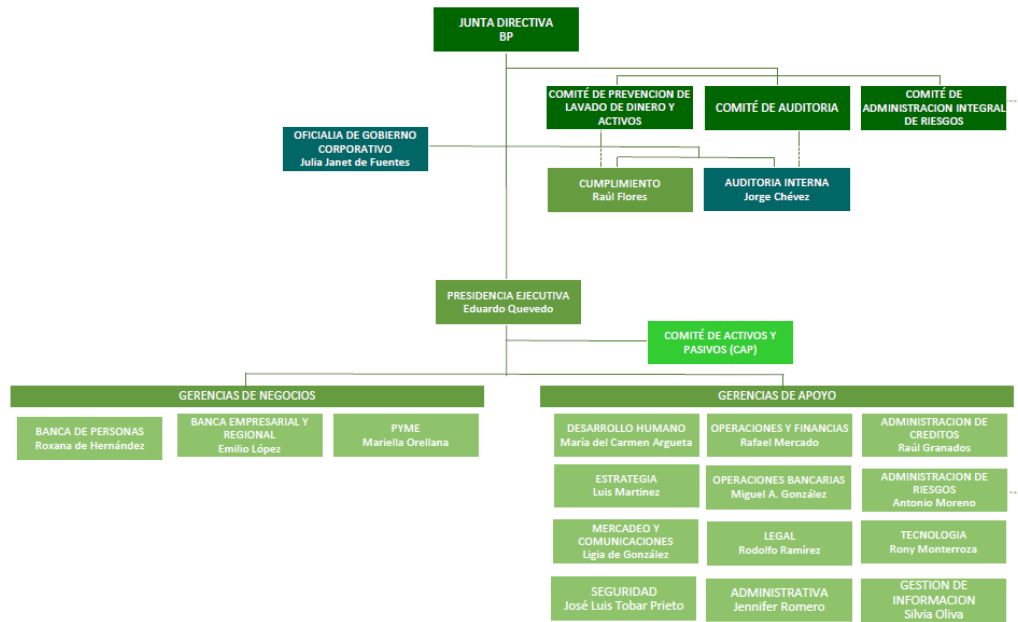 JUNTA DIRECTIVA
BP
COMITÉ DE PREVENCION DE
LAVADO DE DINERO Y
ACTIVOS
COMITÉ DE AUDITORIA
COMITÉ DE
ADMINISTRACION INTEGRAL
DE RIESGOS
OFICIALIA DE GOBIERNO
CORPORATIVO
Julia Janet de Fuentes
CUMPLIMIENTO
Raúl Flores
AUDITORIA INTERNA
Jorge Chévez
PRESIDENCIA EJECUTIVA
Eduardo Quevedo
COMITÉ DE ACTIVOS Y
PASIVOS (CAP)
GERENCIAS DE NEGOCIOS
BANCA DE PERSONAS
Roxana de Hernández
BANCA EMPRESARIAL Y
REGIONAL
Emilio López
PYME
Mariella Orellana
GERENCIAS DE APOYO
DESARROLLO HUMANO
María del Carmen Argueta
OPERACIONES Y FINANCIAS
Rafael Mercado
ADMINISTRACION DE
CREDITOS
Raúl Granados
ESTRATEGIA
Luis Martinez
OPERACIONES BANCARIAS
Miguel A. González
ADMINISTRACION DE
RIESGOS
Antonio Moreno
MERCADEO Y
COMUNICACIONES
Ligia de González
LEGAL
Rodolfo Ramírez
TECNOLOGIA
Rony Monterroza
SEGURIDAD
José Luis Tobar Prieto
ADMINISTRATIVA
Jennifer Romero
GESTION DE
INFORMACION
Silvia Oliva